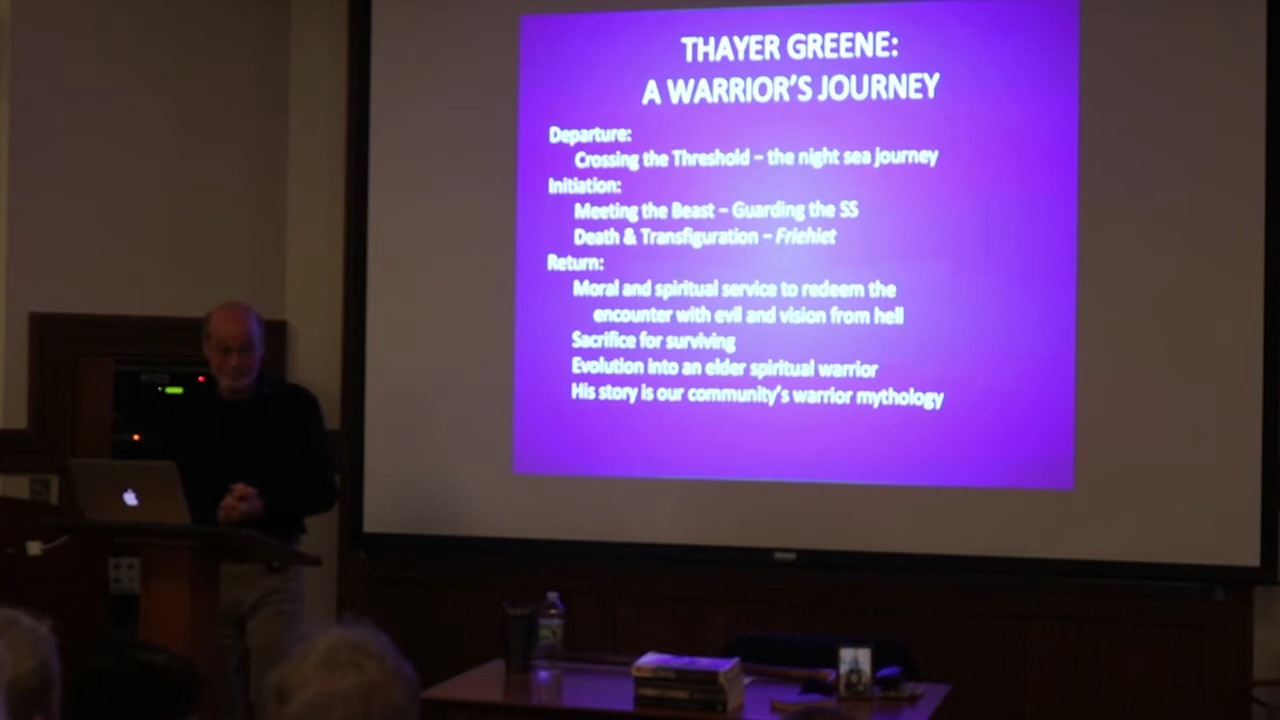 THAYER GREENE:
A WARRIOR'S JOURNEY
Departure:
Crossing the Threshold – the night sea journey
Initiation:
Meeting the Beast – Guarding the SS
Death & Transfiguration – Friehiet
Return:
Moral and spiritual service to redeem the
encounter with evil and vision from hell
Sacrifice for surviving
Evolution into an elder spiritual warrior
His story is our community's warrior mythology